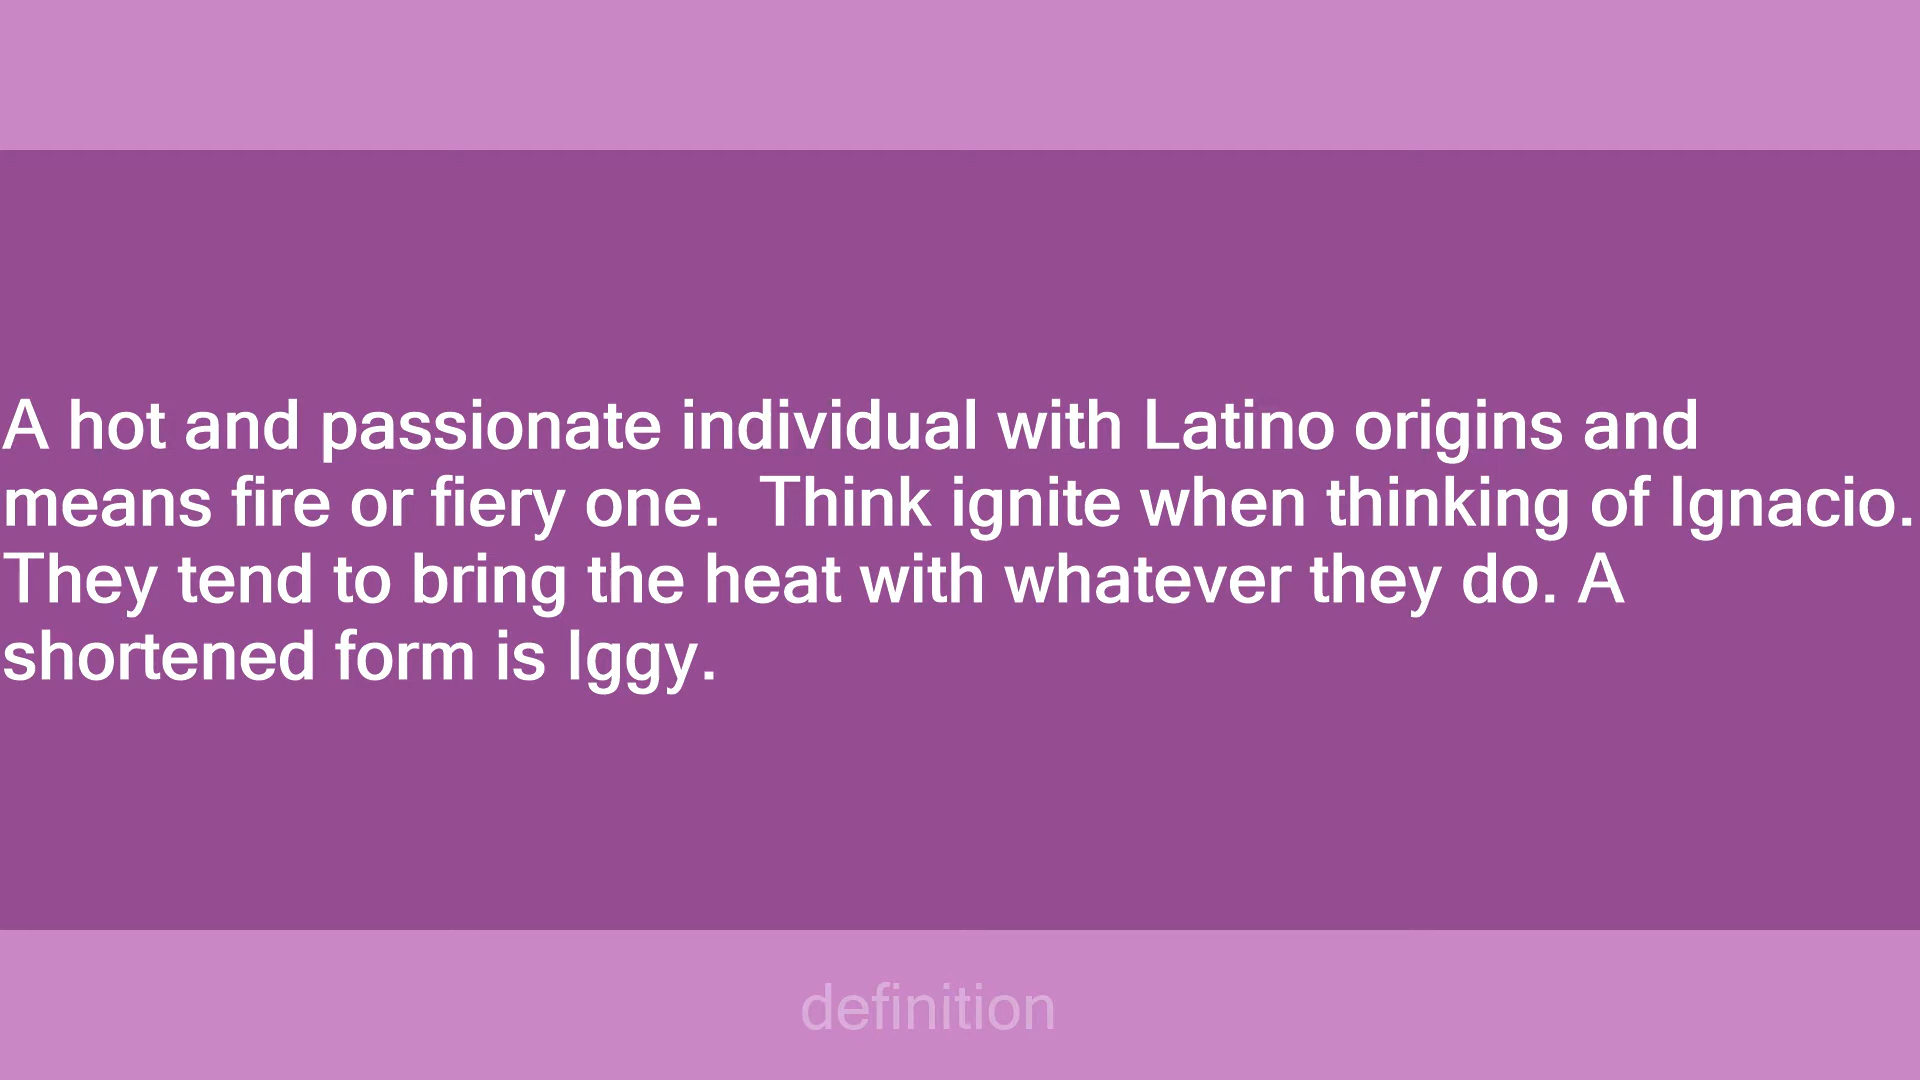 A hot and passionate individual with Latino origins and
means fire or fiery one.  Think ignite when thinking of Ignacio.
They tend to bring the heat with whatever they do. A
shortened form is Iggy.
definition